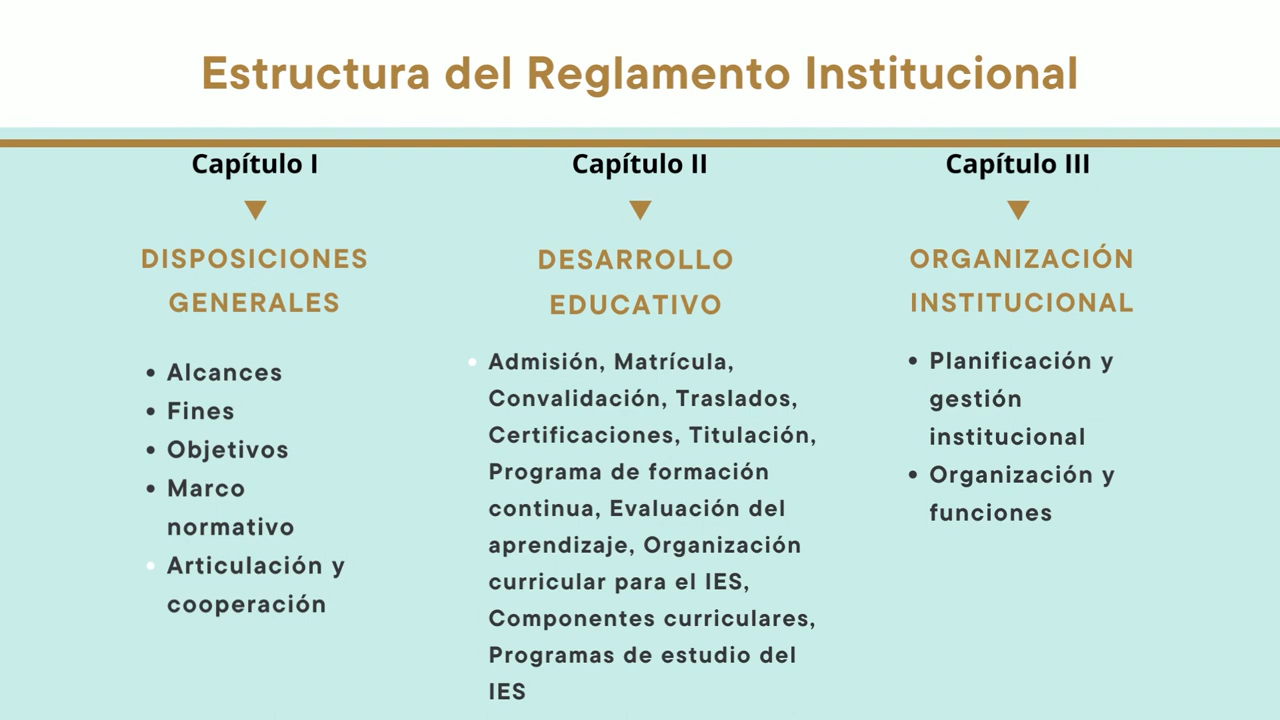 Estructura del Reglamento Institucional
Capítulo I
DISPOSICIONES
GENERALES
• Alcances
• Fines
• Objetivos
• Marco
normativo
• Articulación y
cooperación
Capítulo II
DESARROLLO
EDUCATIVO
• Admisión, Matrícula,
Convalidación, Traslados,
Certificaciones, Titulación,
Programa de formación
continua, Evaluación del
aprendizaje, Organización
curricular para el IES,
Componentes curriculares,
Programas de estudio del
IES
Capítulo III
ORGANIZACIÓN
INSTITUCIONAL
• Planificación y
gestión
institucional
• Organización y
funciones